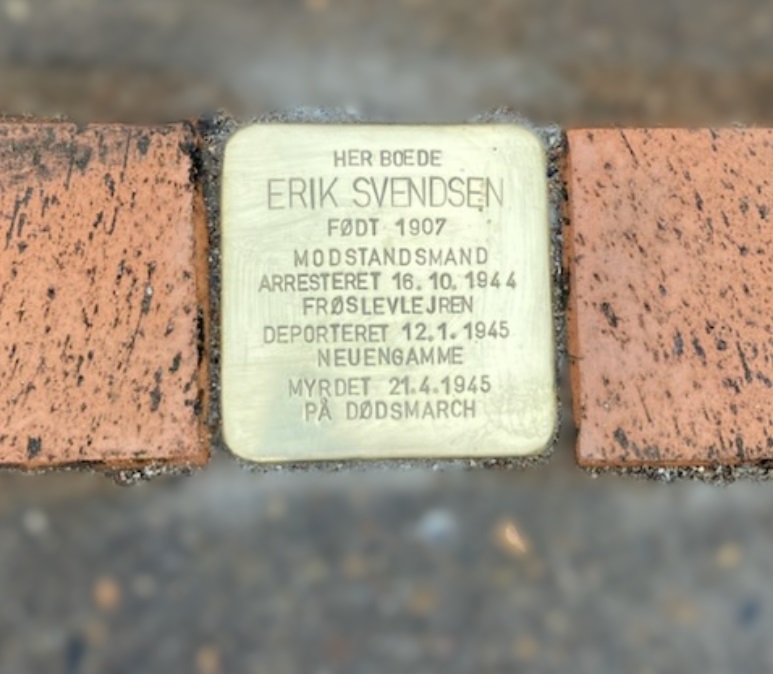 HER BOEDE
ERIK SVENDSEN
FØDT 1907
MODSTANDSMAND
ARRESTERET 16.10.1944
FRØSLEVLEJREN
DEPORTERET 12.1.1945
NEUENGAMME
MYRDET 21.4.1945
PÅ DØDSMARCH